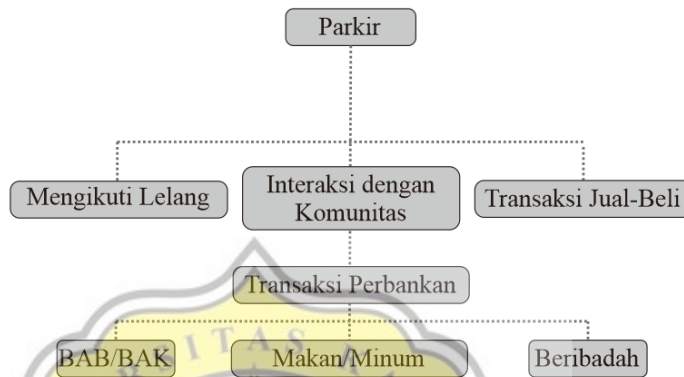 Parkir
Mengikuti Lelang
Interaksi dengan
Komunitas
Transaksi Jual-Beli
Transaksi Perbankan
BAB/BAK
Makan/Minum
Beribadah